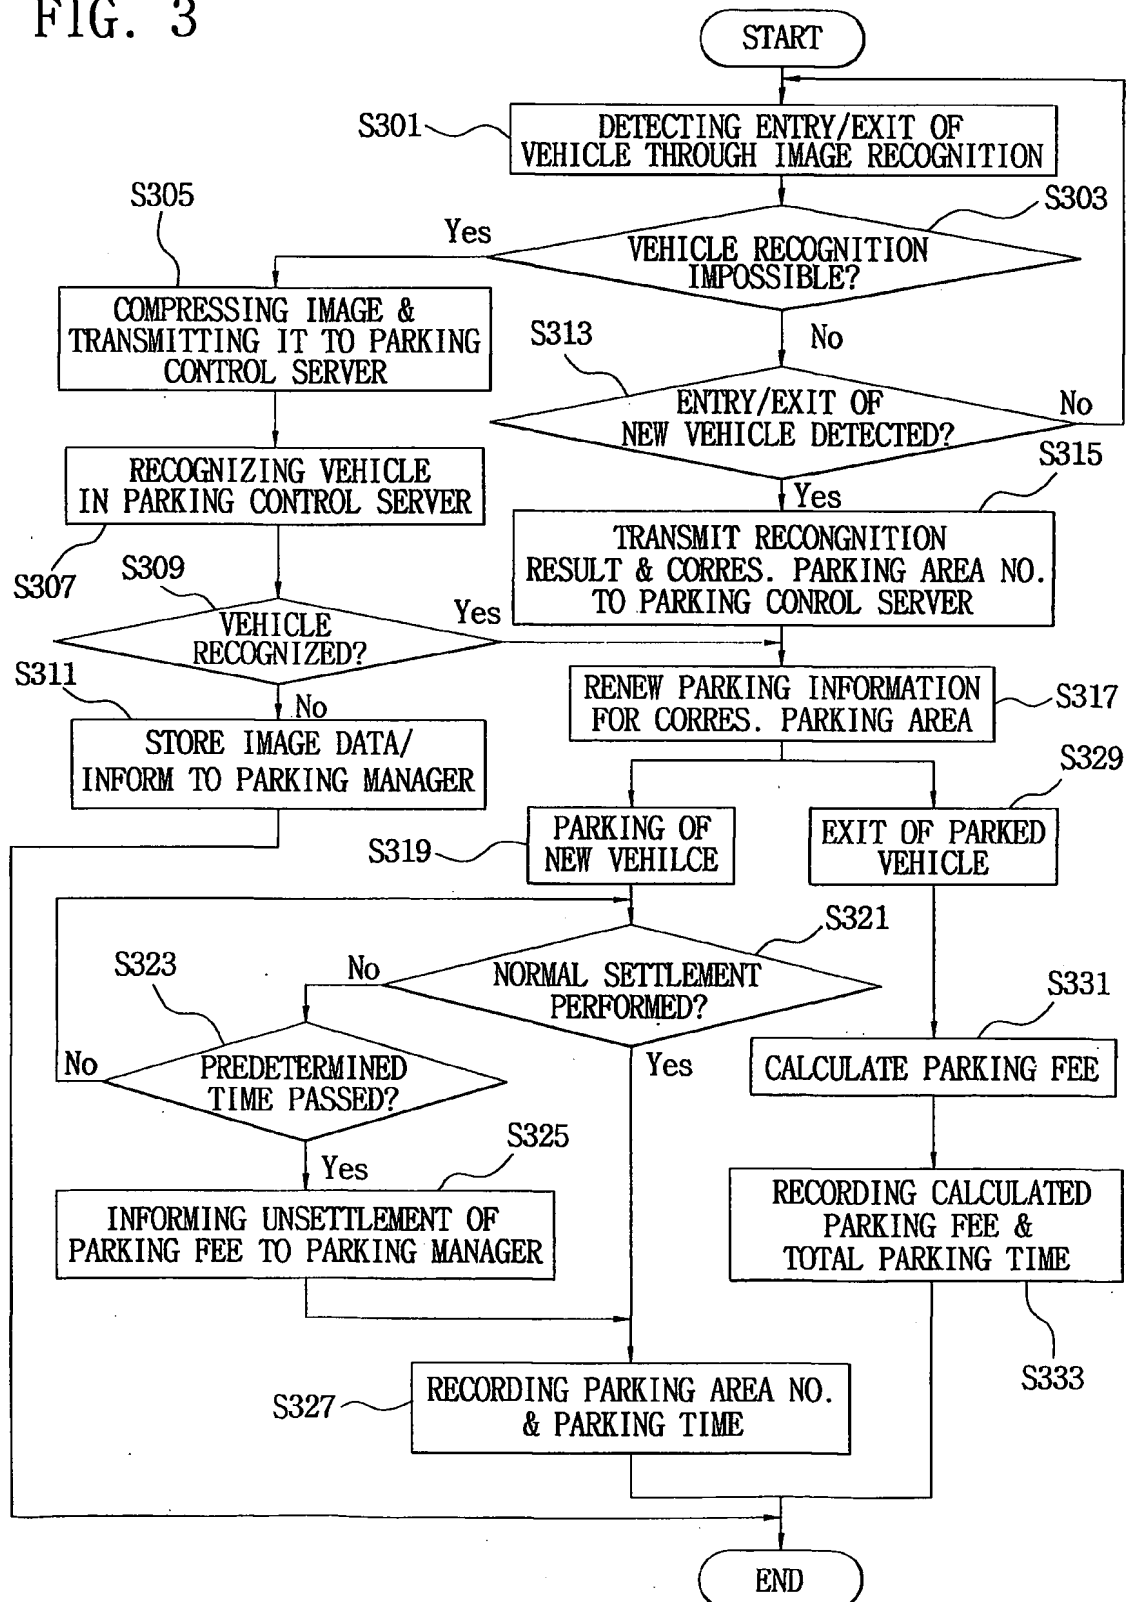 FIG. 3
START
S301
DETECTING ENTRY/EXIT OF
VEHICLE THROUGH IMAGE RECOGNITION
S303
VEHICLE RECOGNITION
IMPOSSIBLE?
Yes
No
S305
COMPRESSING IMAGE &
TRANSMITTING IT TO PARKING
CONTROL SERVER
S313
ENTRY/EXIT OF
NEW VEHICLE DETECTED?
No
Yes
RECOGNIZING VEHICLE
IN PARKING CONTROL SERVER
S307
S315
TRANSMIT RECONGNITION
RESULT & CORRES. PARKING AREA NO.
TO PARKING CONROL SERVER
S309
VEHICLE
RECOGNIZED?
Yes
No
S311
STORE IMAGE DATA/
INFORM TO PARKING MANAGER
RENEW PARKING INFORMATION
FOR CORRES. PARKING AREA
S317
S319
PARKING OF
NEW VEHILCE
S329
EXIT OF PARKED
VEHICLE
S321
NORMAL SETTLEMENT
PERFORMED?
No
Yes
S323
PREDETERMINED
TIME PASSED?
No
Yes
S331
CALCULATE PARKING FEE
S325
INFORMING UNSETTLEMENT OF
PARKING FEE TO PARKING MANAGER
RECORDING CALCULATED
PARKING FEE &
TOTAL PARKING TIME
S333
S327
RECORDING PARKING AREA NO.
& PARKING TIME
END